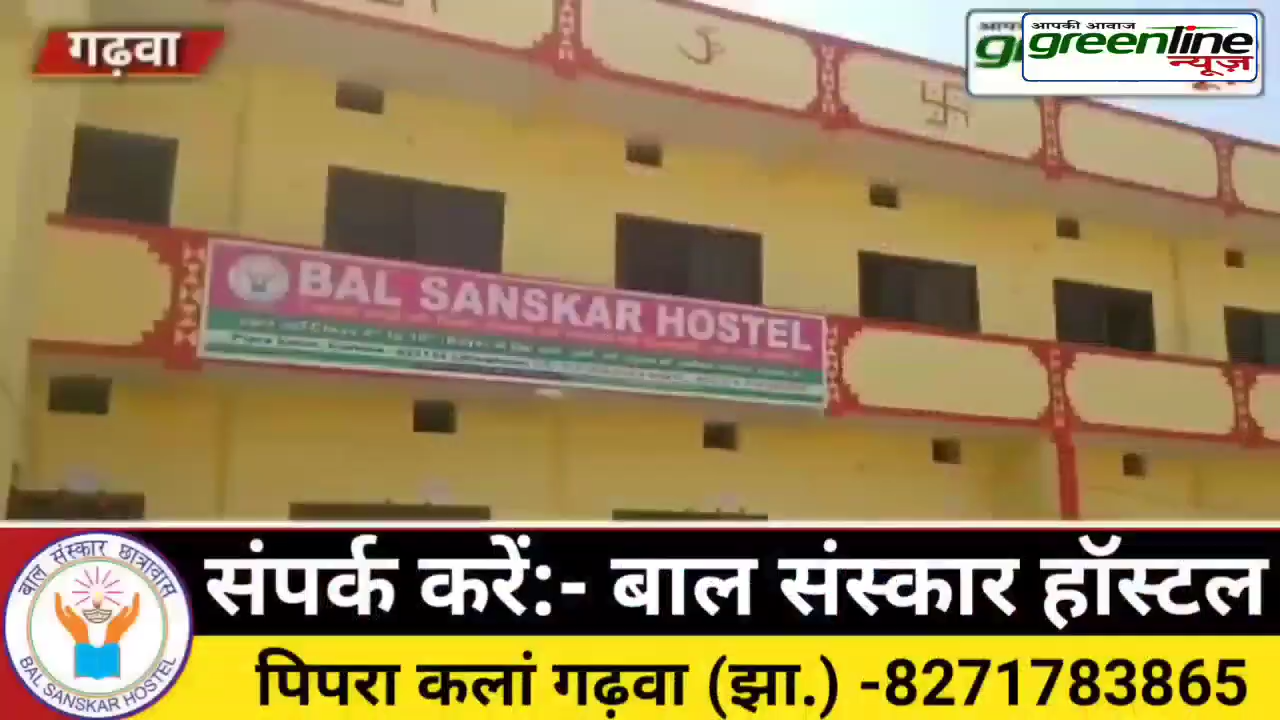 गढ़वा
आपकी आवाज
greenline
न्यूज़
BAL SANSKAR HOSTEL
बाल संस्कार छात्रावास
BAL SANSKAR HOSTEL
संपर्क करें:- बाल संस्कार हॉस्टल
पिपरा कलां गढ़वा (झा.) -8271783865